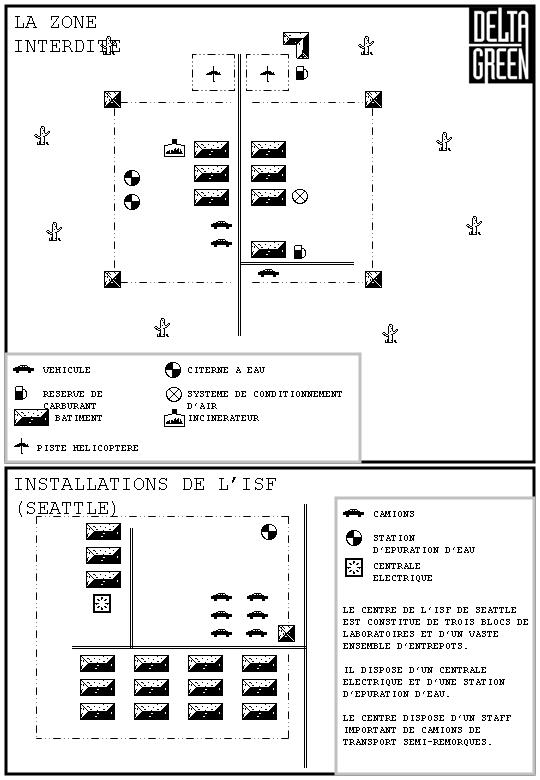 LA ZONE
INTERDITE
DELTA
GREEN
VEHICULE
CITERNE A EAU
RESERVE DE
CARBURANT
SYSTEME DE CONDITIONNEMENT
D'AIR
BATIMENT
INCINERATEUR
PISTE HELICOPTERE
INSTALLATIONS DE L'ISF
(SEATTLE)
CAMIONS
STATION
D'EPURATION D'EAU
CENTRALE
ELECTRIQUE
LE CENTRE DE L'ISF DE SEATTLE
EST CONSTITUE DE TROIS BLOCS DE
LABORATOIRES ET D'UN VASTE
ENSEMBLE D'ENTREPOTS.
IL DISPOSE D'UN CENTRALE
ELECTRIQUE ET D'UNE STATION
D'EPURATION D'EAU.
LE CENTRE DISPOSE D'UN STAFF
IMPORTANT DE CAMIONS DE
TRANSPORT SEMI-REMORQUES.